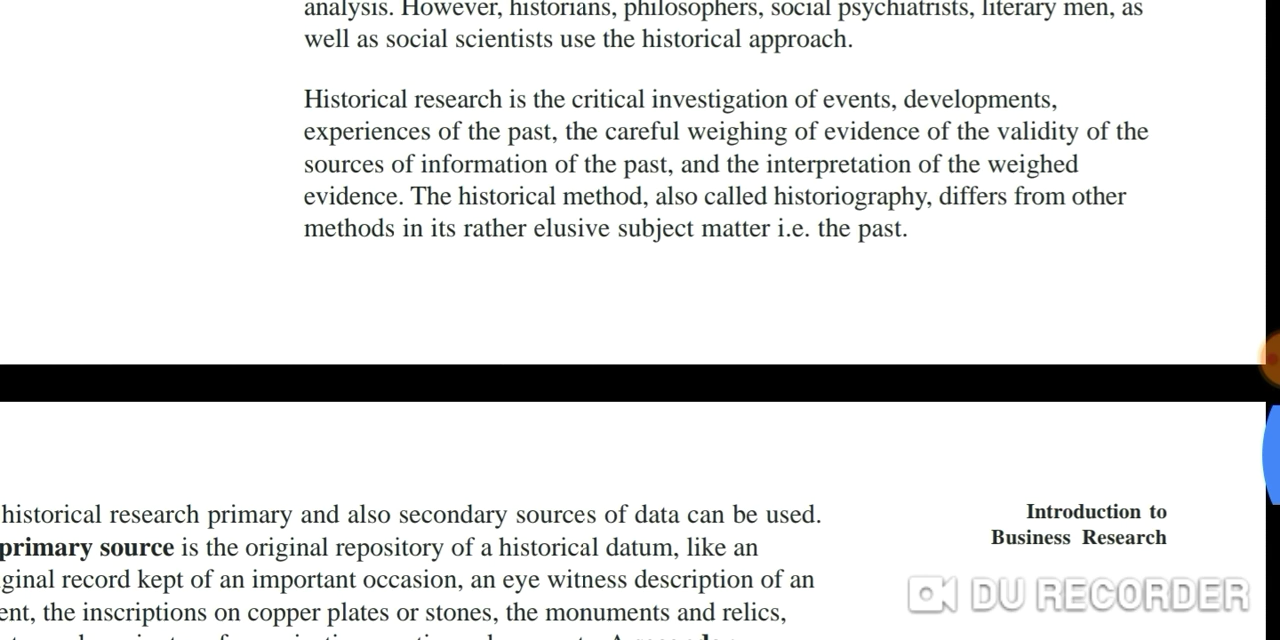 analysis. However, historians, philosophers, social psychiatrists, literary men, as
well as social scientists use the historical approach.
Historical research is the critical investigation of events, developments,
experiences of the past, the careful weighing of evidence of the validity of the
sources of information of the past, and the interpretation of the weighed
evidence. The historical method, also called historiography, differs from other
methods in its rather elusive subject matter i.e. the past.
historical research primary and also secondary sources of data can be used.
primary source is the original repository of a historical datum, like an
ginal record kept of an important occasion, an eye witness description of an
ent, the inscriptions on copper plates or stones, the monuments and relics,
Introduction to
Business Research
DU RECORDER